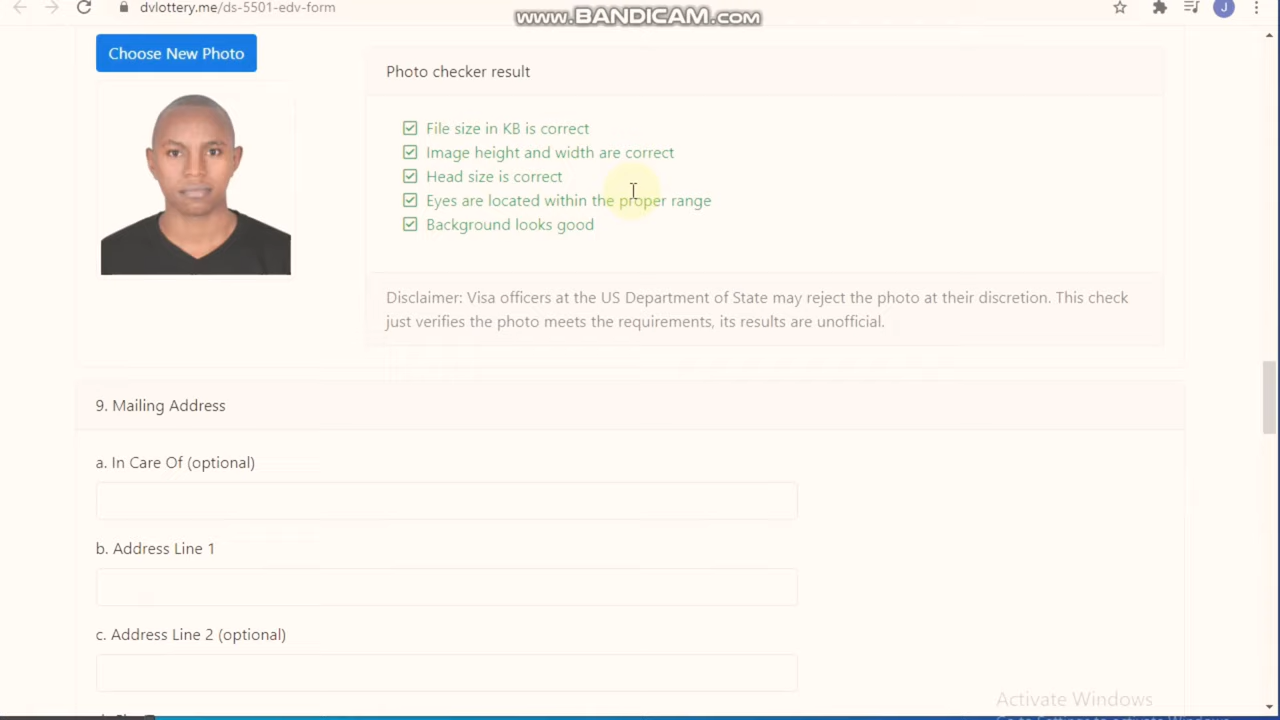 dvlottery.me/ds-5501-edv-form
www.BANDICAM.com
J
Choose New Photo
Photo checker result
File size in KB is correct
Image height and width are correct
Head size is correct
Eyes are located within the proper range
Background looks good
Disclaimer: Visa officers at the US Department of State may reject the photo at their discretion. This check
just verifies the photo meets the requirements, its results are unofficial.
9. Mailing Address
a. In Care Of (optional)
b. Address Line 1
c. Address Line 2 (optional)
Activate Windows